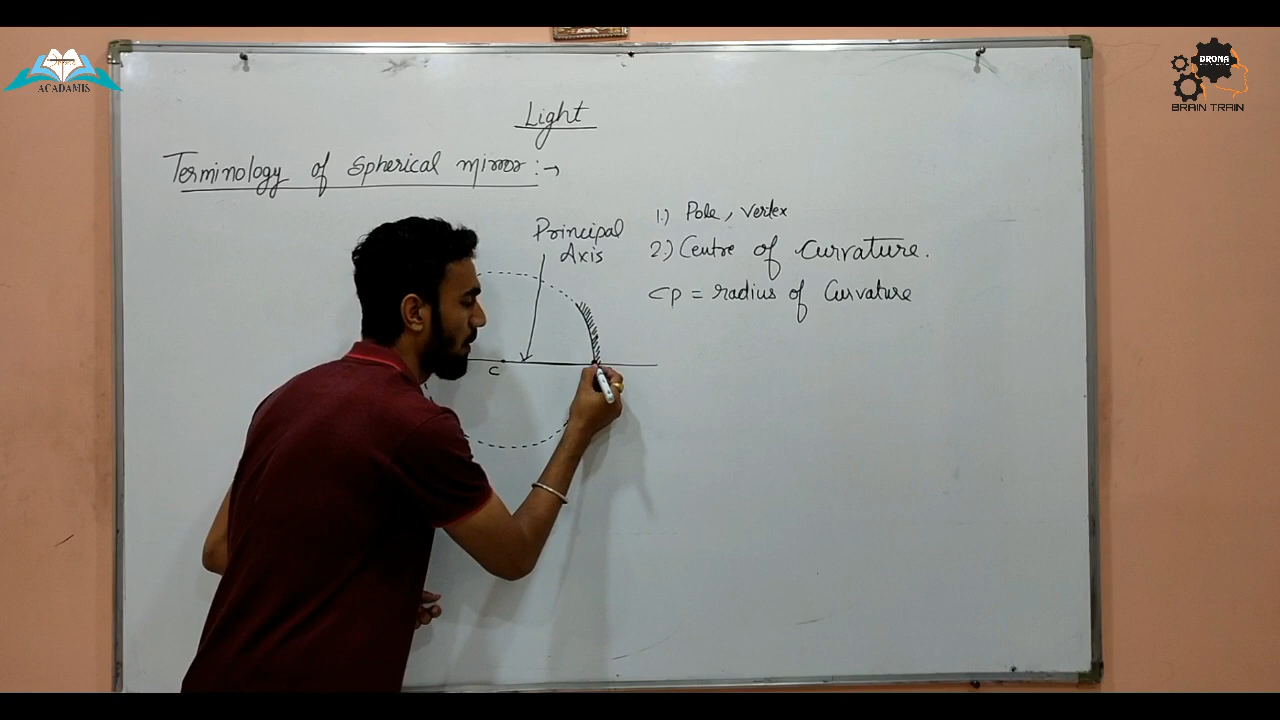 ACADAMIS
DRONA
BRAIN TRAIN
Light
Terminology of Spherical mirror :→
Principal
Axis
C
1.) Pole, Vertex
2.) Centre of Curvature.
CP = radius of Curvature